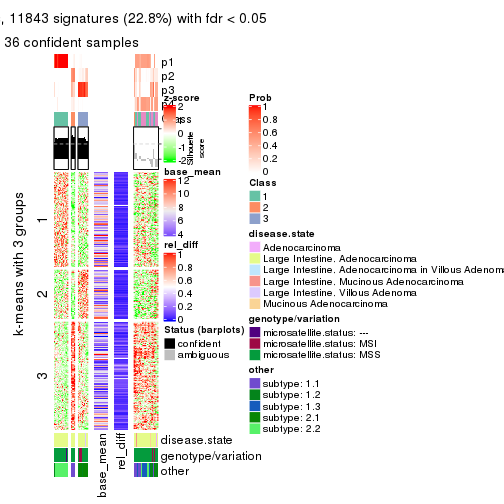 , 11843 signatures (22.8%) with fdr < 0.05
36 confident samples
p1
p2
p3
p4
Class
z-score
2
1
0
-1
-2
Silhouette score
base_mean
12
10
8
6
4
rel_diff
1
0.8
0.6
0.4
0.2
0
Status (barplots)
confident
ambiguous
k-means with 3 groups
1
2
3
base_mean
rel_diff
disease.state
genotype/variation
other
Prob
1
0.8
0.6
0.4
0.2
0
Class
1
2
3
disease.state
Adenocarcinoma
Large Intestine. Adenocarcinoma
Large Intestine. Adenocarcinoma in Villous Adenom
Large Intestine. Mucinous Adenocarcinoma
Large Intestine. Villous Adenoma
Mucinous Adenocarcinoma
genotype/variation
microsatellite.status: ---
microsatellite.status: MSI
microsatellite.status: MSS
other
subtype: 1.1
subtype: 1.2
subtype: 1.3
subtype: 2.1
subtype: 2.2